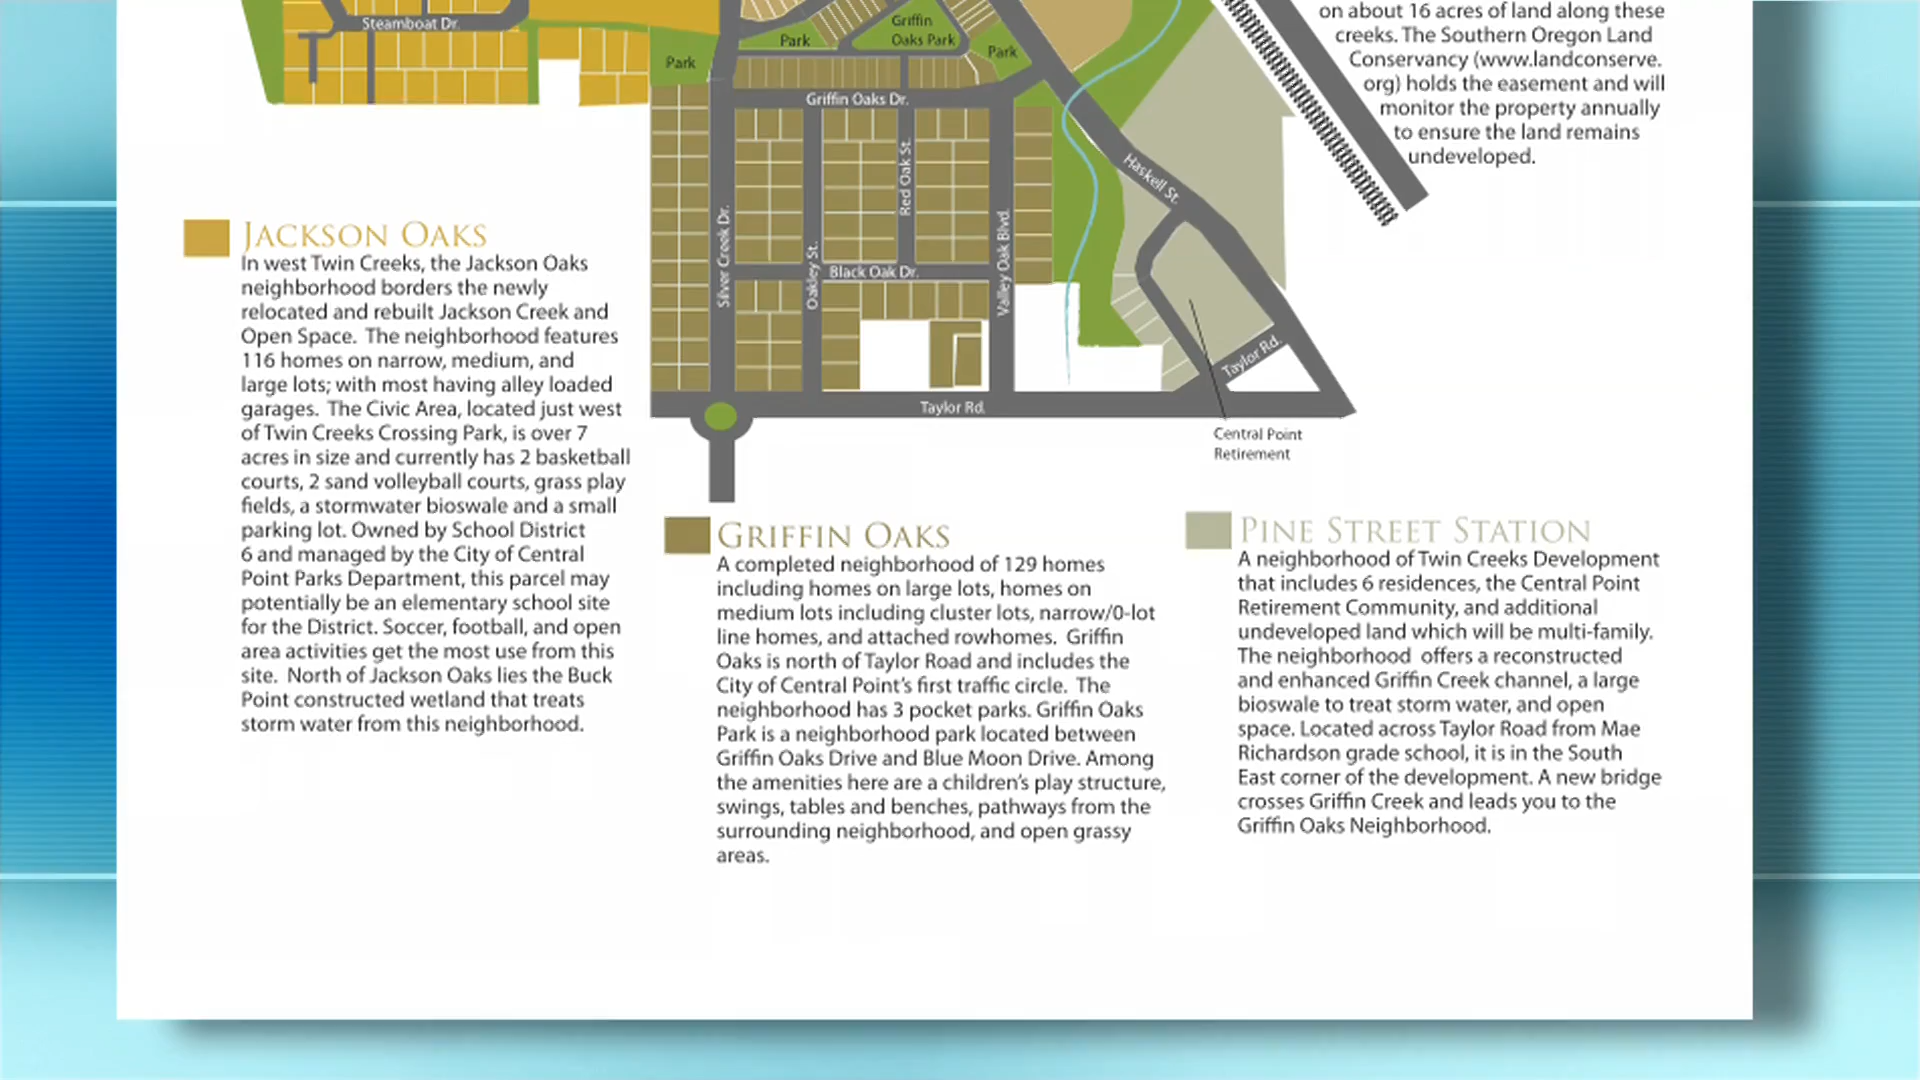 on about 16 acres of land along these
creeks. The Southern Oregon Land
Conservancy (www.landconserve.
org) holds the easement and will
monitor the property annually
to ensure the land remains
undeveloped.
Steamboat Dr.
Park
Park
Griffin
Oaks Park
Park
Griffin Oaks Dr.
Haskell St.
Red Oak St.
Silver Creek Dr.
Oakley St.
Valley Oak Blvd.
Black Oak Dr.
Taylor Rd.
Taylor Rd.
Central Point
Retirement
Jackson Oaks
In west Twin Creeks, the Jackson Oaks
neighborhood borders the newly
relocated and rebuilt Jackson Creek and
Open Space. The neighborhood features
116 homes on narrow, medium, and
large lots; with most having alley loaded
garages. The Civic Area, located just west
of Twin Creeks Crossing Park, is over 7
acres in size and currently has 2 basketball
courts, 2 sand volleyball courts, grass play
fields, a stormwater bioswale and a small
parking lot. Owned by School District
6 and managed by the City of Central
Point Parks Department, this parcel may
potentially be an elementary school site
for the District. Soccer, football, and open
area activities get the most use from this
site. North of Jackson Oaks lies the Buck
Point constructed wetland that treats
storm water from this neighborhood.
Griffin Oaks
A completed neighborhood of 129 homes
including homes on large lots, homes on
medium lots including cluster lots, narrow/0-lot
line homes, and attached rowhomes. Griffin
Oaks is north of Taylor Road and includes the
City of Central Point's first traffic circle. The
neighborhood has 3 pocket parks. Griffin Oaks
Park is a neighborhood park located between
Griffin Oaks Drive and Blue Moon Drive. Among
the amenities here are a children's play structure,
swings, tables and benches, pathways from the
surrounding neighborhood, and open grassy
areas.
Pine Street Station
A neighborhood of Twin Creeks Development
that includes 6 residences, the Central Point
Retirement Community, and additional
undeveloped land which will be multi-family.
The neighborhood offers a reconstructed
and enhanced Griffin Creek channel, a large
bioswale to treat storm water, and open
space. Located across Taylor Road from Mae
Richardson grade school, it is in the South
East corner of the development. A new bridge
crosses Griffin Creek and leads you to the
Griffin Oaks Neighborhood.